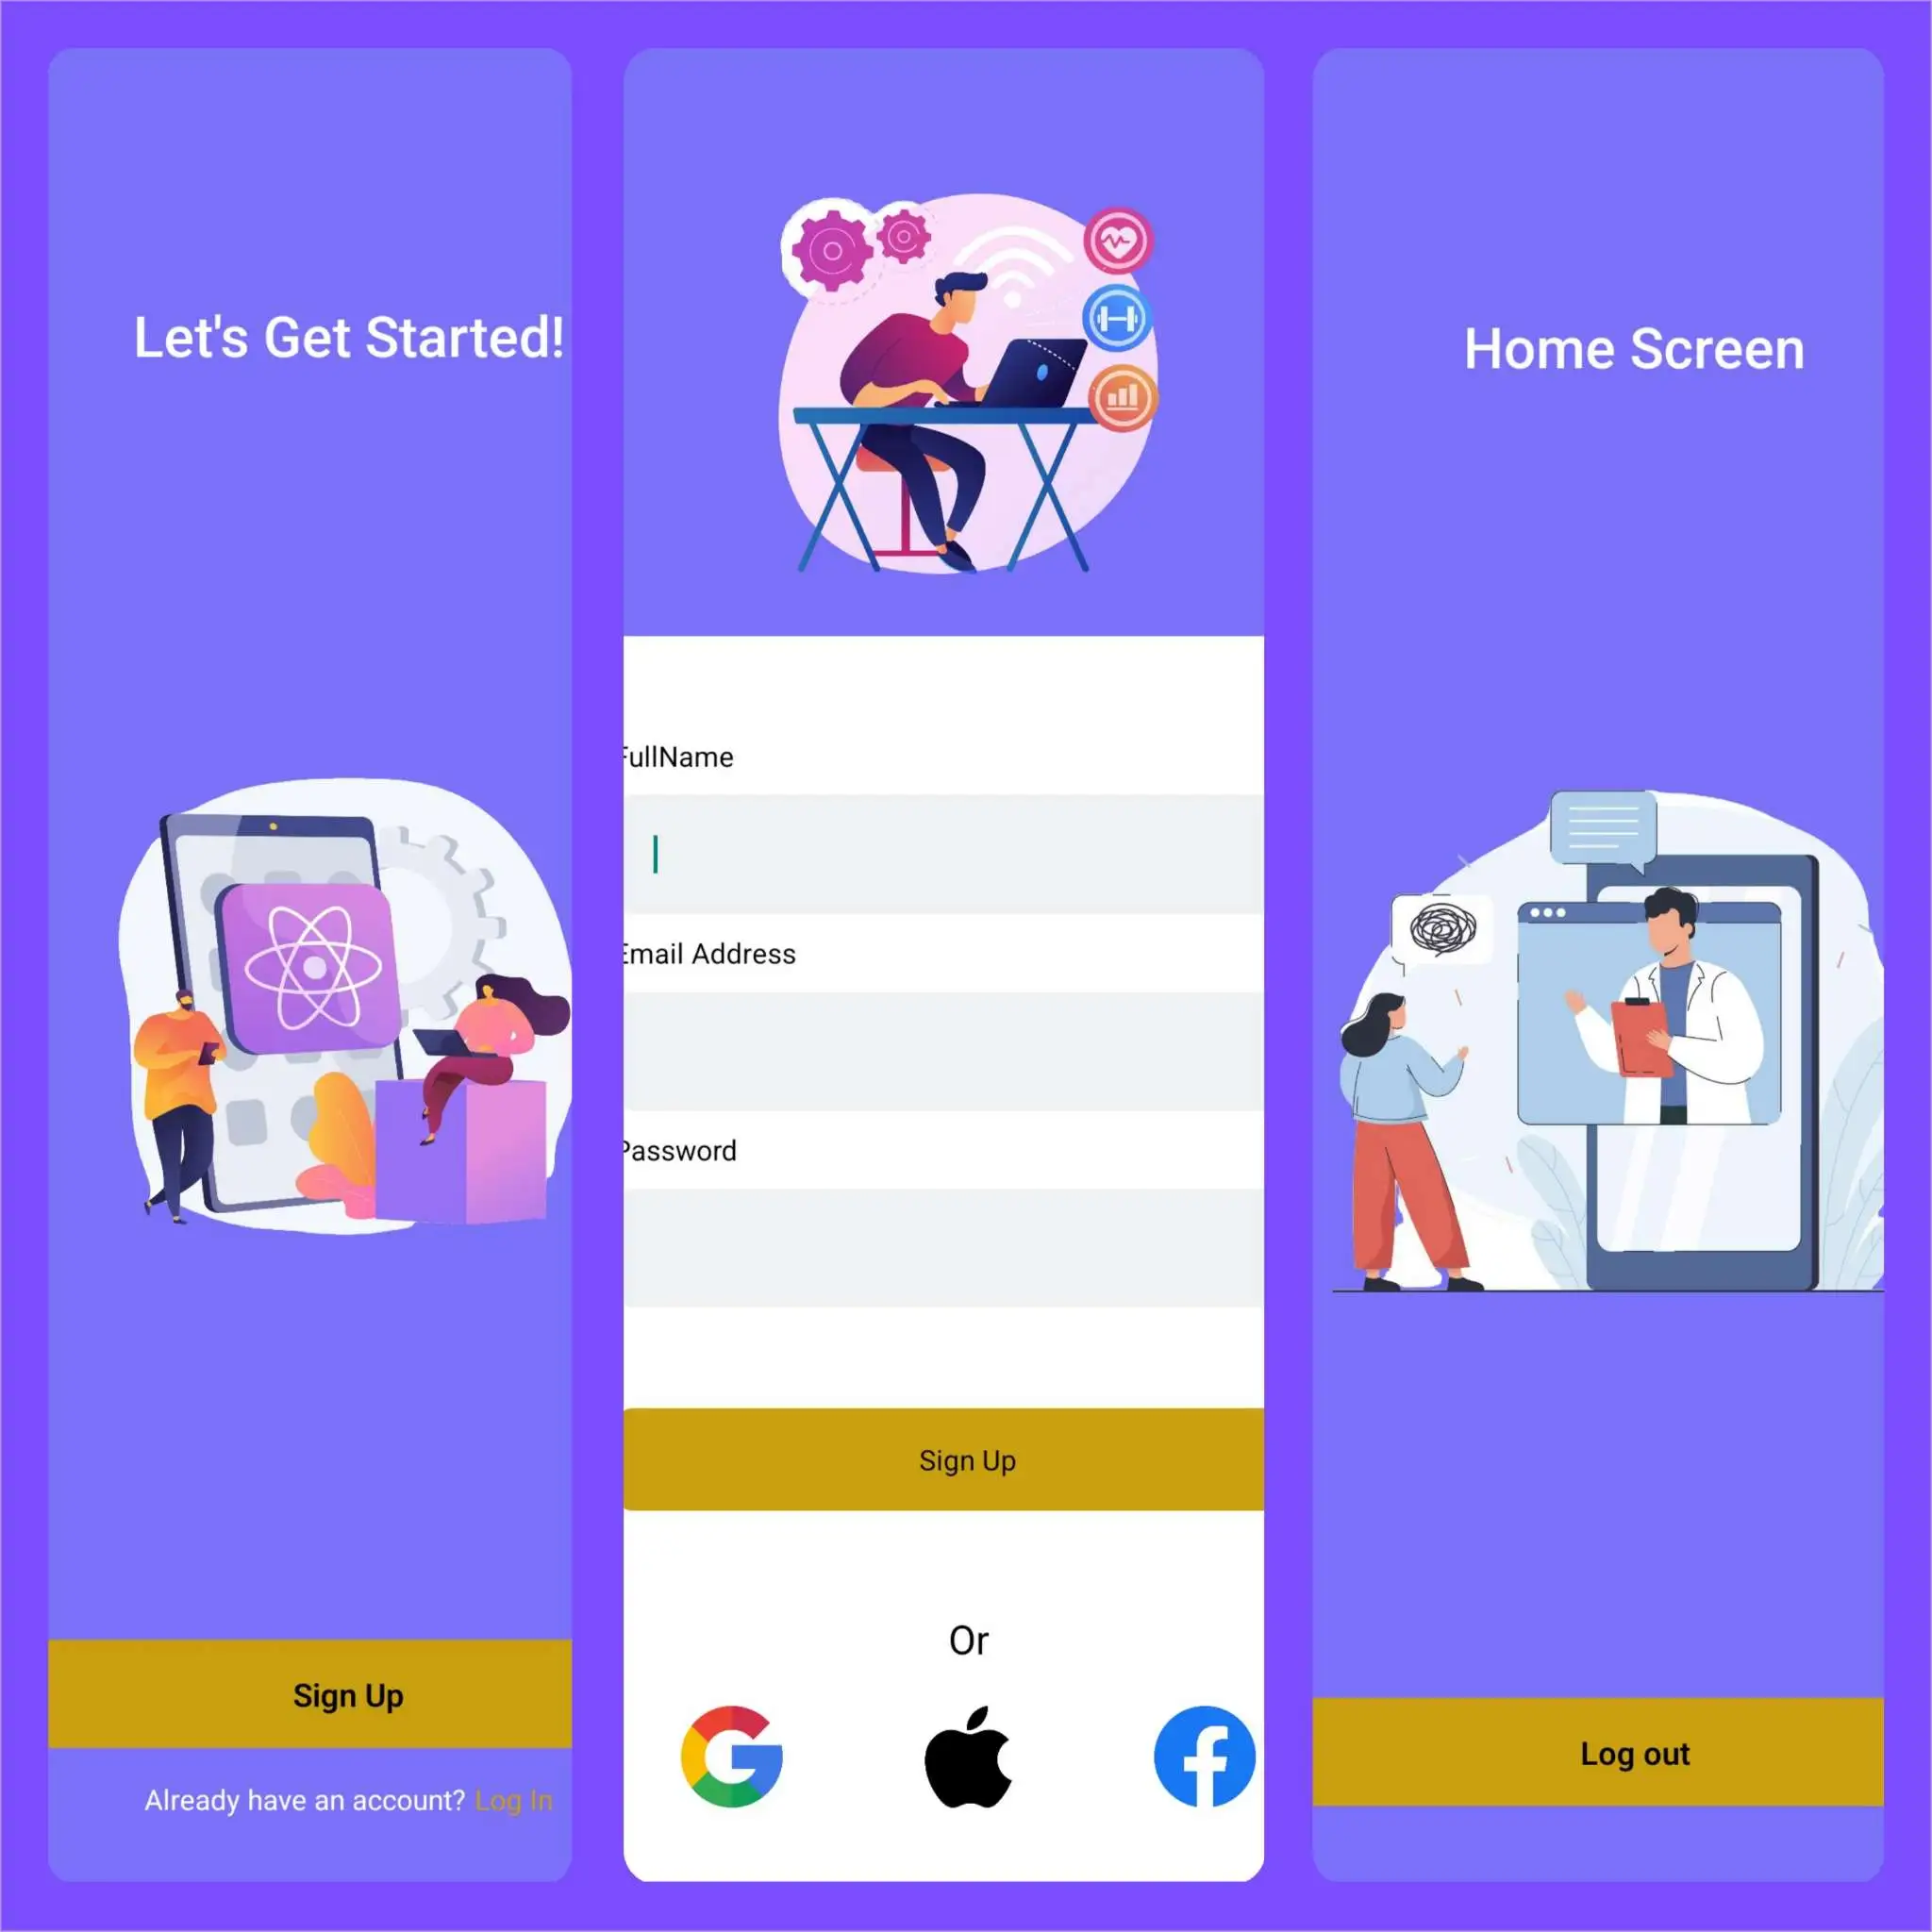 Let's Get Started!
Sign Up
Already have an account? Log In
FullName
Email Address
Password
Sign Up
Or
Home Screen
Log out